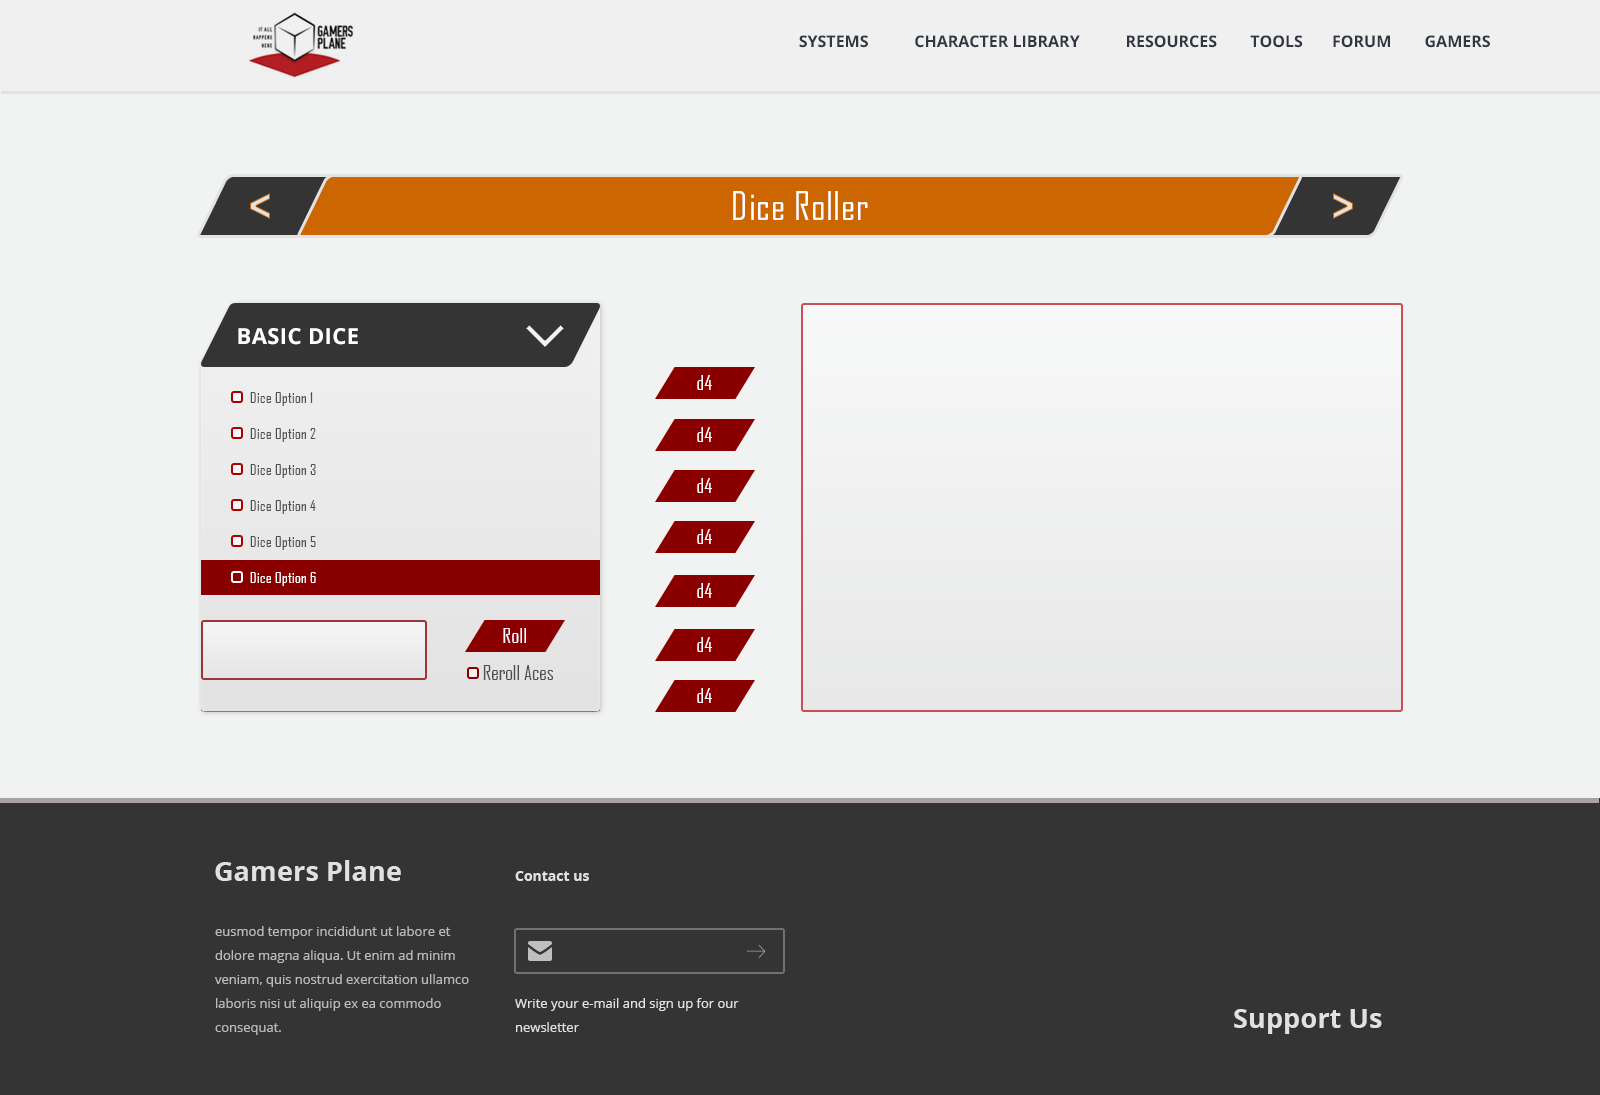 IT ALL
HAPPENS
HERE
GAMERS
PLANE
SYSTEMS CHARACTER LIBRARY RESOURCES TOOLS FORUM GAMERS
< Dice Roller >
BASIC DICE
Dice Option 1
Dice Option 2
Dice Option 3
Dice Option 4
Dice Option 5
Dice Option 6
Roll
Reroll Aces
d4
d4
d4
d4
d4
d4
d4
Gamers Plane
eusmod tempor incididunt ut labore et
dolore magna aliqua. Ut enim ad minim
veniam, quis nostrud exercitation ullamco
laboris nisi ut aliquip ex ea commodo
consequat.
Contact us
Write your e-mail and sign up for our
newsletter
Support Us